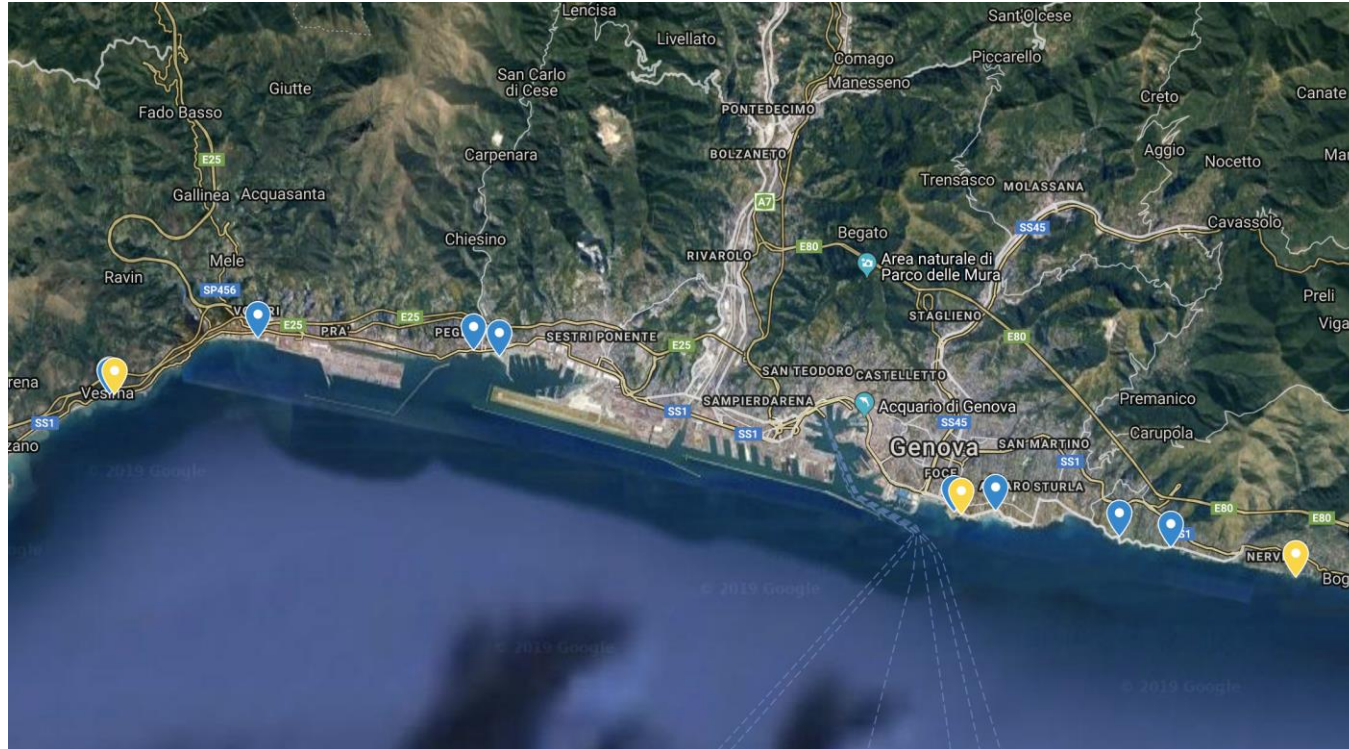 Lencisa
Sant'Olcese
Livellato
Piccarello
Comago
San Carlo
di Cese
Manesseno
Giutte
Creto
Canate
Fado Basso
PONTEDECIMO
E25
Carpenara
BOLZANETO
Aggio
Nocetto
Gallinea
Acquasanta
Trensasco
MOLASSANA
A7
Cavassolo
SS45
Chiesino
Begato
E80
RIVAROLO
Mele
Area naturale di
Parco delle Mura
Ravin
SP456
Preli
STAGLIENO
E25
E25
PRA'
SESTRI PONENTE
E25
E80
SAN TEODORO
CASTELLETTO
Vesima
Premanico
SAMPIERDARENA
Acquario di Genova
SS1
SS1
SS1
SS45
Carupola
Genova
SAN MARTINO
SS1
© 2019 Google
FOCE
STURLA
E80
E80
© 2019 Google
© 2019 Google
© 2019 Google